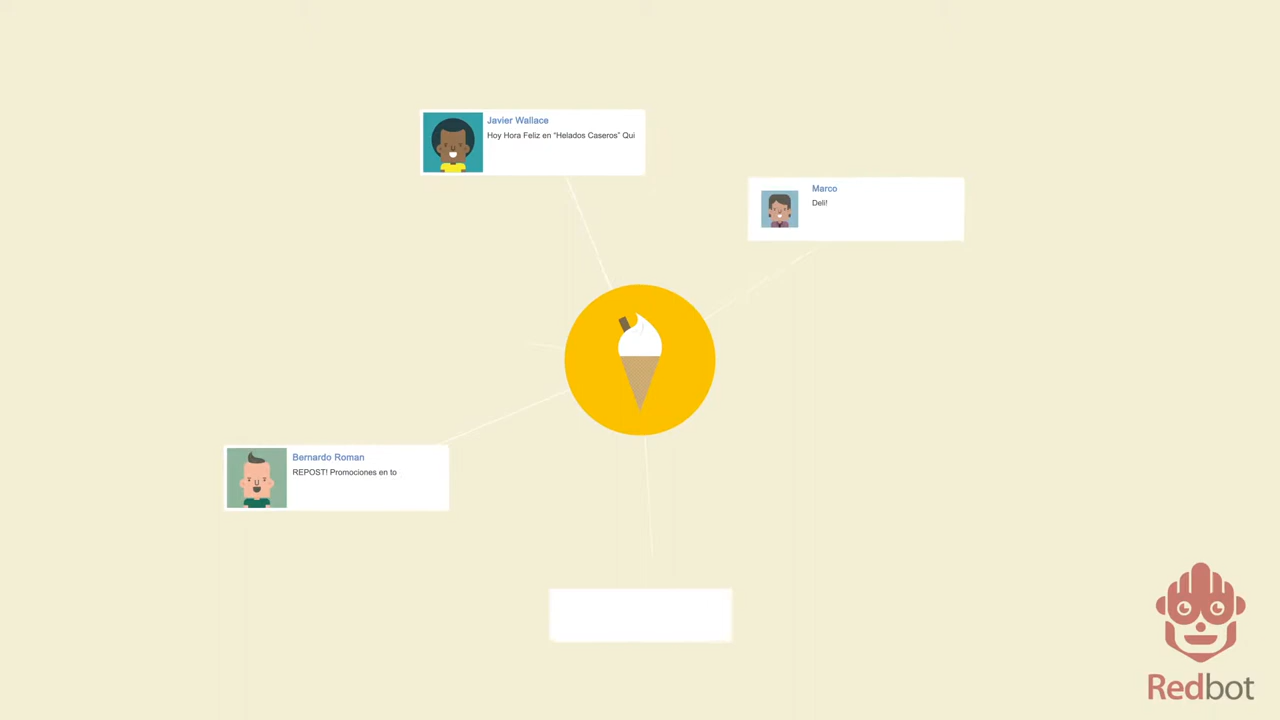 Javier Wallace
Hoy Hora Feliz en “Helados Caseros” Qui
Marco
Deli!
Bernardo Roman
REPOST! Promociones en to
Redbot